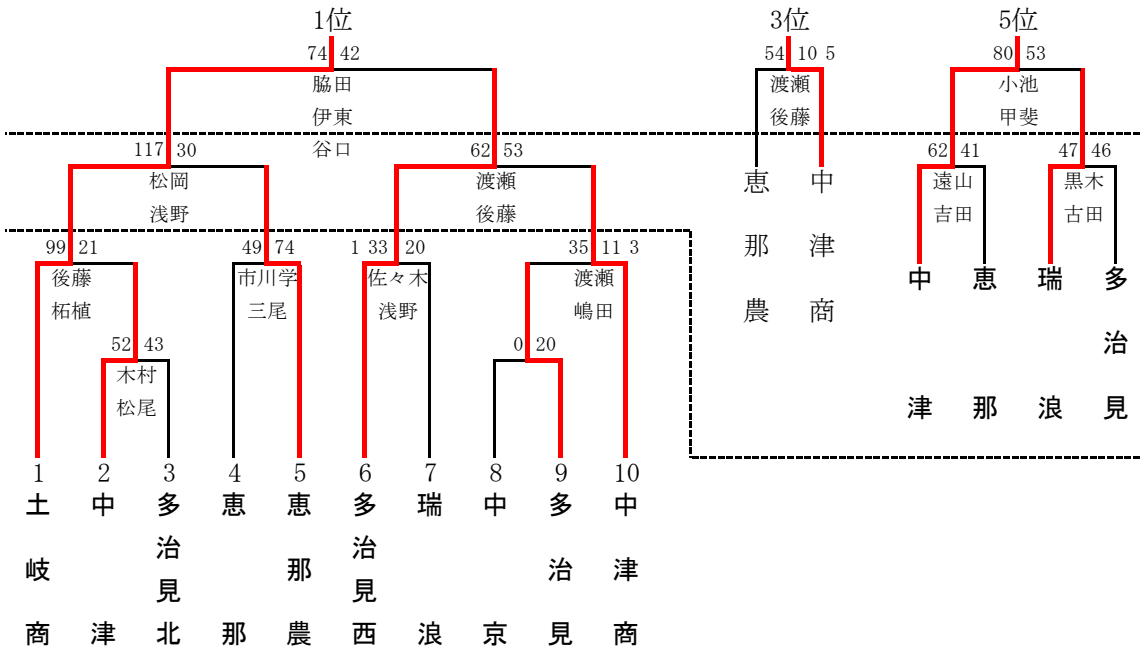 1位
3位
5位
74 42
54 10 5
80 53
脇田
伊東
谷口
渡瀬
後藤
小池
甲斐
117 30
62 53
62 41
47 46
松岡
浅野
渡瀬
後藤
恵那農
中津商
遠山
吉田
黒木
古田
99 21
49 74
1 33 20
35 11 3
後藤
柘植
市川学
三尾
佐々木
浅野
渡瀬
嶋田
中津
恵那
瑞浪
多治見
52 43
0 20
木村
松尾
1
2
3
4
5
6
7
8
9
10
土岐商
中津
多治見北
恵那
恵那農
多治見西
瑞浪
中京
多治見
中津商